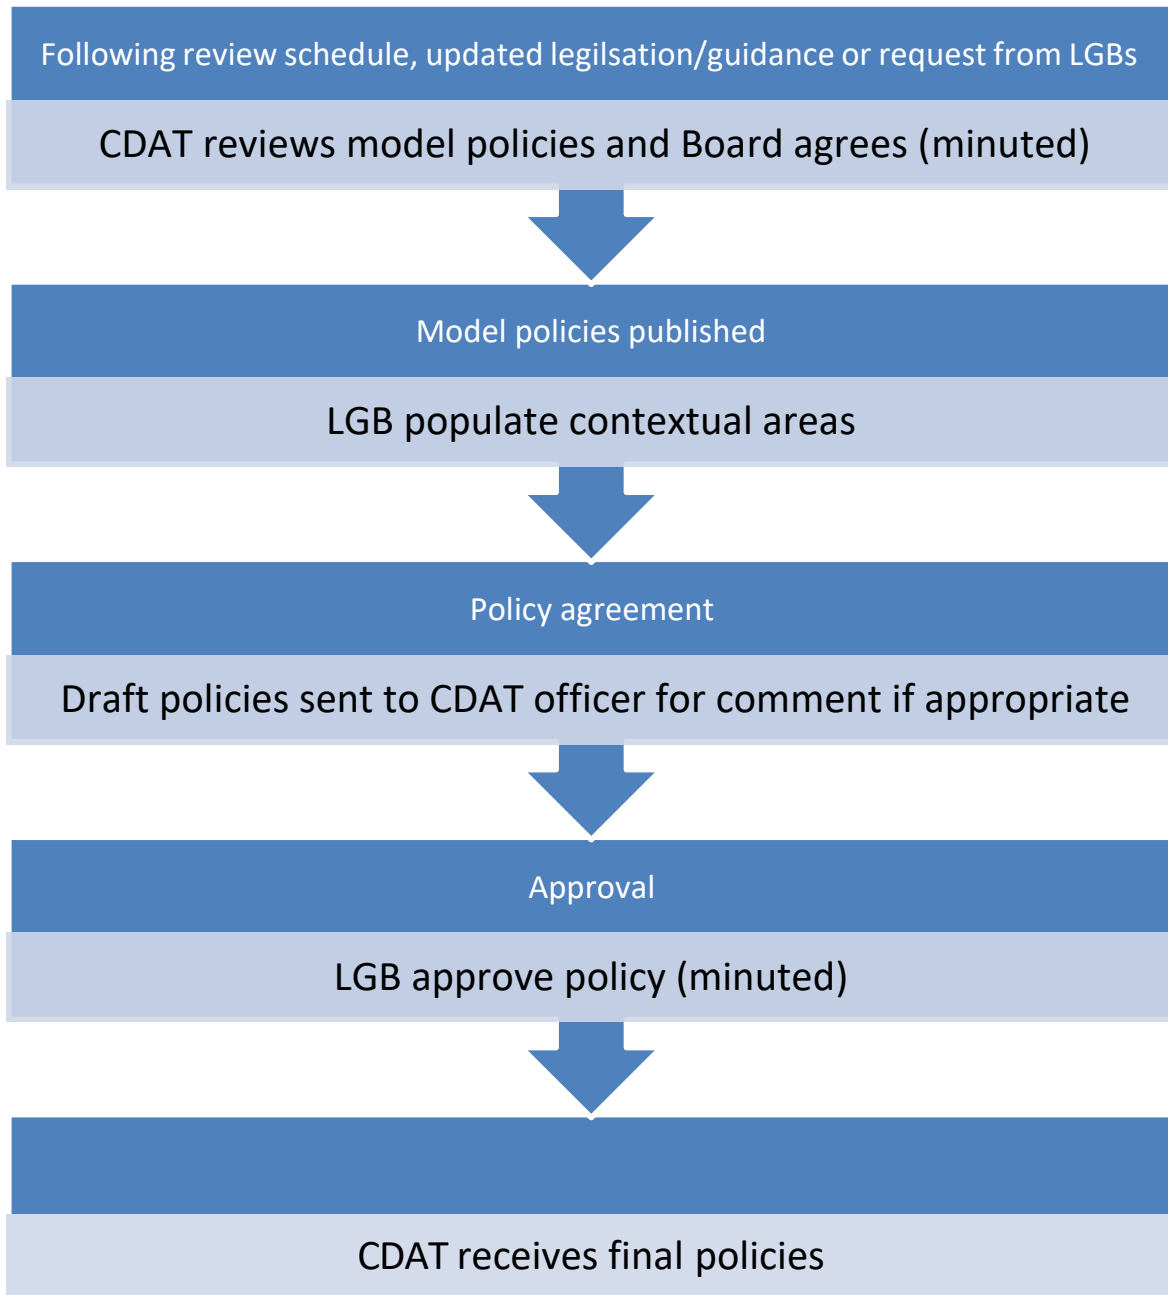 Following review schedule, updated legilsation/guidance or request from LGBs
CDAT reviews model policies and Board agrees (minuted)
Model policies published
LGB populate contextual areas
Policy agreement
Draft policies sent to CDAT officer for comment if appropriate
Approval
LGB approve policy (minuted)
CDAT receives final policies